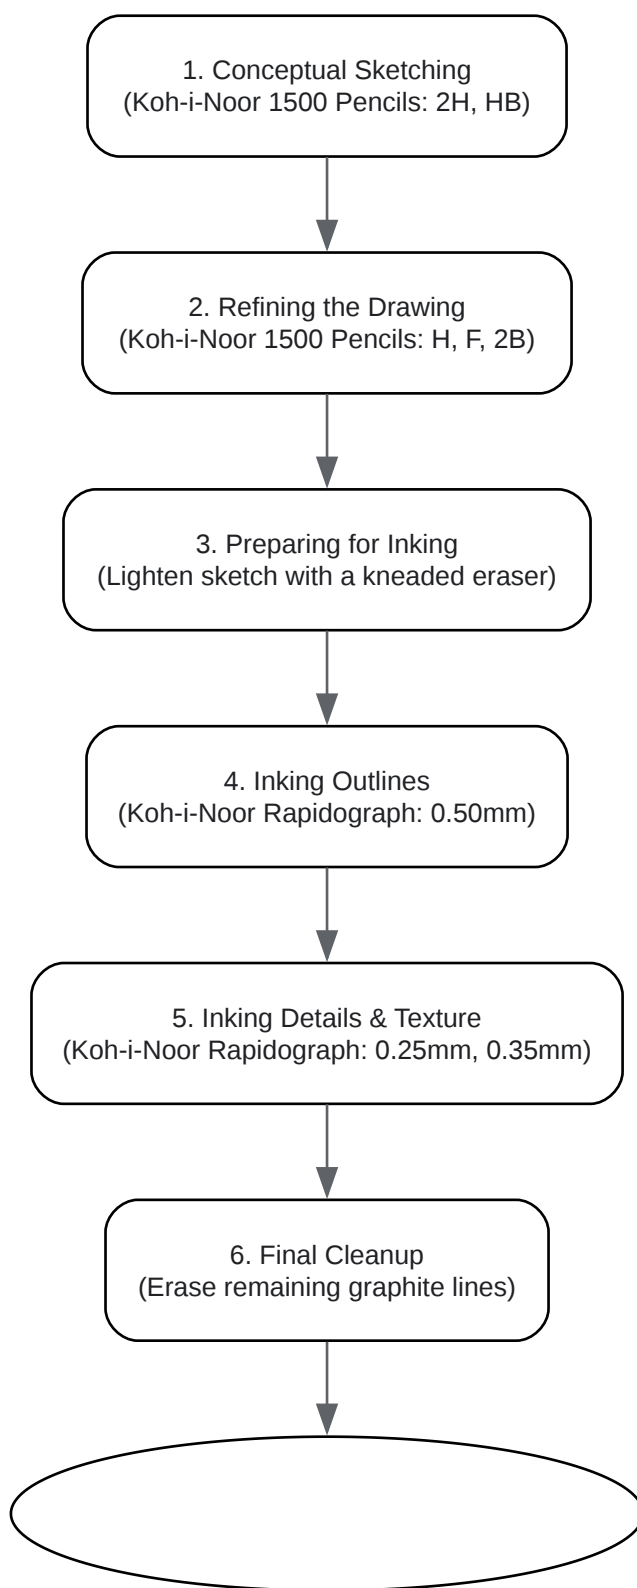 1. Conceptual Sketching
(Koh-i-Noor 1500 Pencils: 2H, HB)
2. Refining the Drawing
(Koh-i-Noor 1500 Pencils: H, F, 2B)
3. Preparing for Inking
(Lighten sketch with a kneaded eraser)
4. Inking Outlines
(Koh-i-Noor Rapidograph: 0.50mm)
5. Inking Details & Texture
(Koh-i-Noor Rapidograph: 0.25mm, 0.35mm)
6. Final Cleanup
(Erase remaining graphite lines)